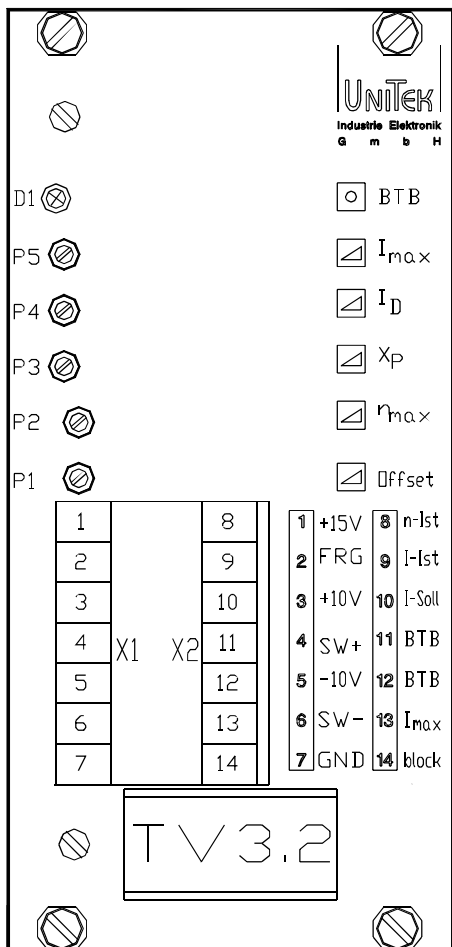 UNITEK
Industrie Elektronik
G m b H
D1 BTB
P5 Imax
P4 ID
P3 XP
P2 nmax
P1 Offset
1 8 1 +15V 8 n-Ist
2 9 2 FRG 9 I-Ist
3 10 3 +10V 10 I-Soll
4 X1 X2 11 4 SW+ 11 BTB
5 12 5 -10V 12 BTB
6 13 6 SW- 13 Imax
7 14 7 GND 14 block
TV3.2